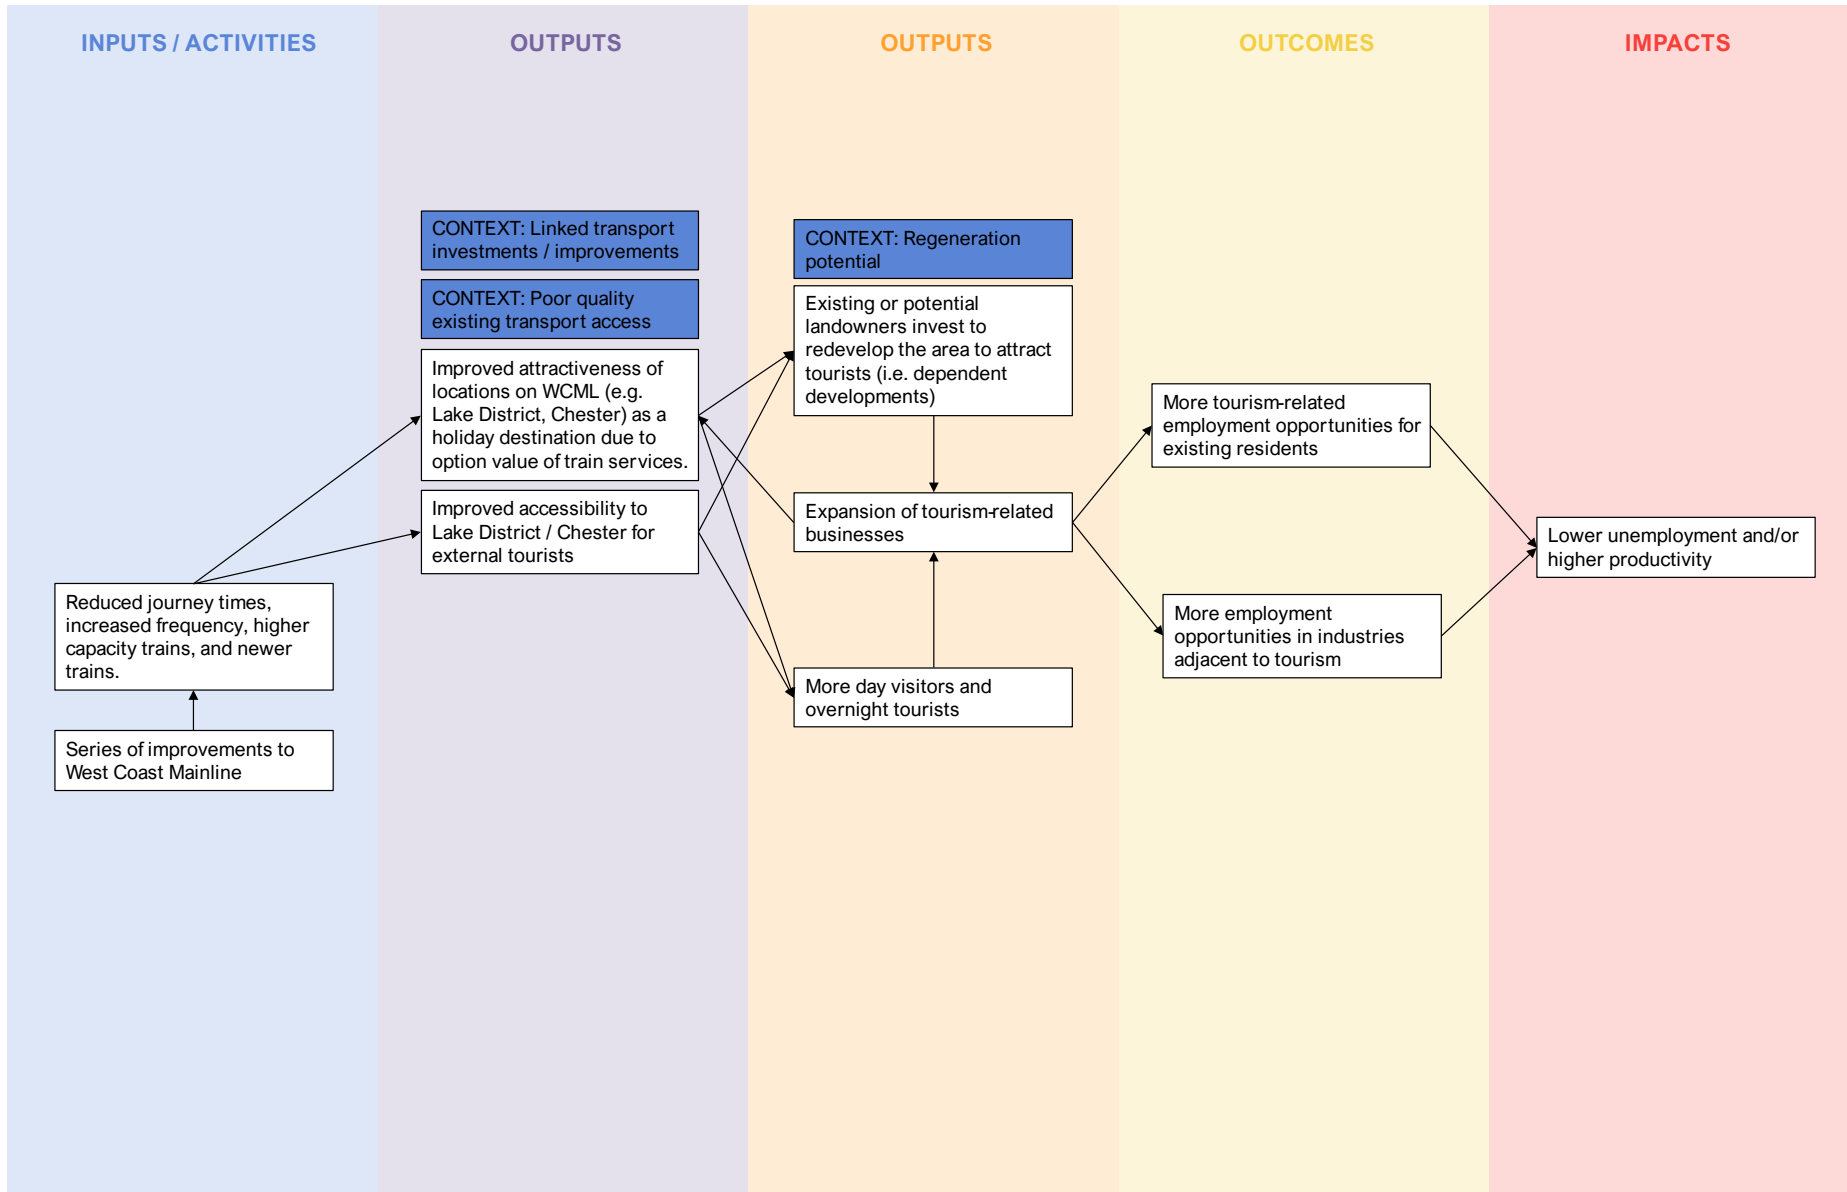 INPUTS / ACTIVITIES
OUTPUTS
OUTPUTS
OUTCOMES
IMPACTS
Reduced journey times,
increased frequency, higher
capacity trains, and newer
trains.
Series of improvements to
West Coast Mainline
CONTEXT: Linked transport
investments / improvements
CONTEXT: Poor quality
existing transport access
Improved attractiveness of
locations on WCML (e.g.
Lake District, Chester) as a
holiday destination due to
option value of train services.
Improved accessibility to
Lake District / Chester for
external tourists
CONTEXT: Regeneration
potential
Existing or potential
landowners invest to
redevelop the area to attract
tourists (i.e. dependent
developments)
Expansion of tourism-related
businesses
More day visitors and
overnight tourists
More tourism-related
employment opportunities for
existing residents
More employment
opportunities in industries
adjacent to tourism
Lower unemployment and/or
higher productivity